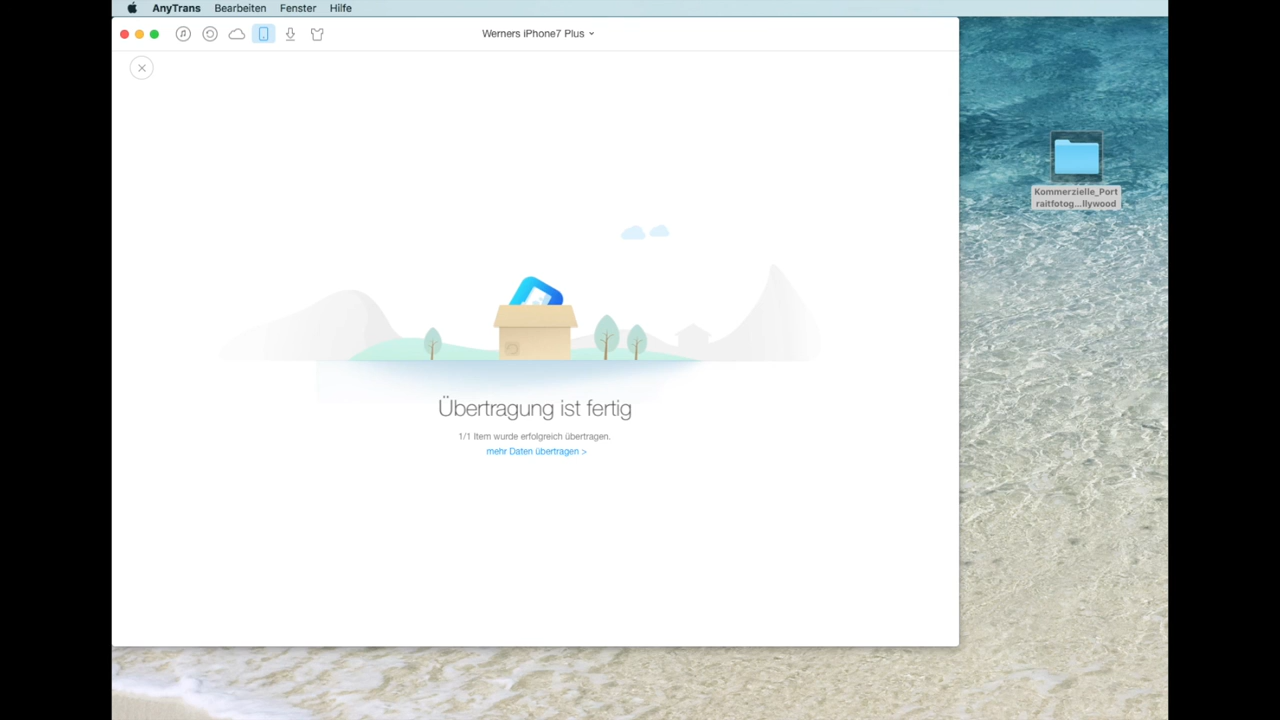 AnyTrans Bearbeiten Fenster Hilfe
Werners iPhone7 Plus
Kommerzielle_Port
raitfotog...llywood
Übertragung ist fertig
1/1 Item wurde erfolgreich übertragen.
mehr Daten übertragen >